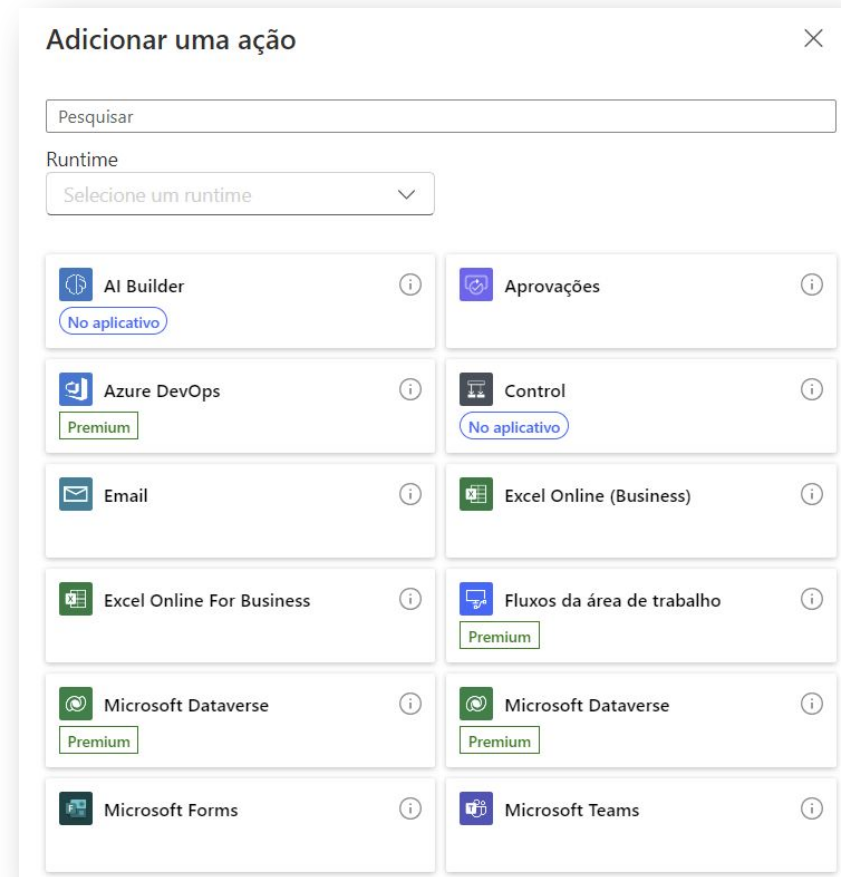 Adicionar uma ação
Pesquisar
Runtime
Selecione um runtime
AI Builder
No aplicativo
Aprovações
Azure DevOps
Premium
Control
No aplicativo
Email
Excel Online (Business)
Excel Online For Business
Fluxos da área de trabalho
Premium
Microsoft Dataverse
Premium
Microsoft Dataverse
Premium
Microsoft Forms
Microsoft Teams